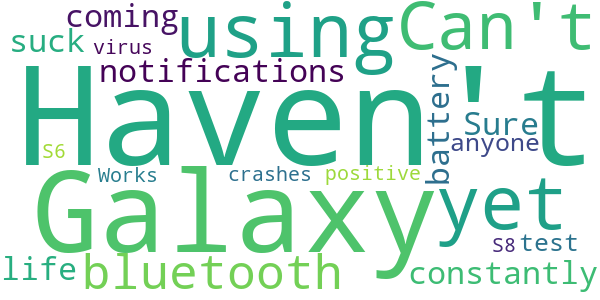 coming using Can't
suck virus
notifications
Haven't
battery Sure
anyone
S6 Works crashes positive
Galaxy yet
S8 test
life bluetooth constantly